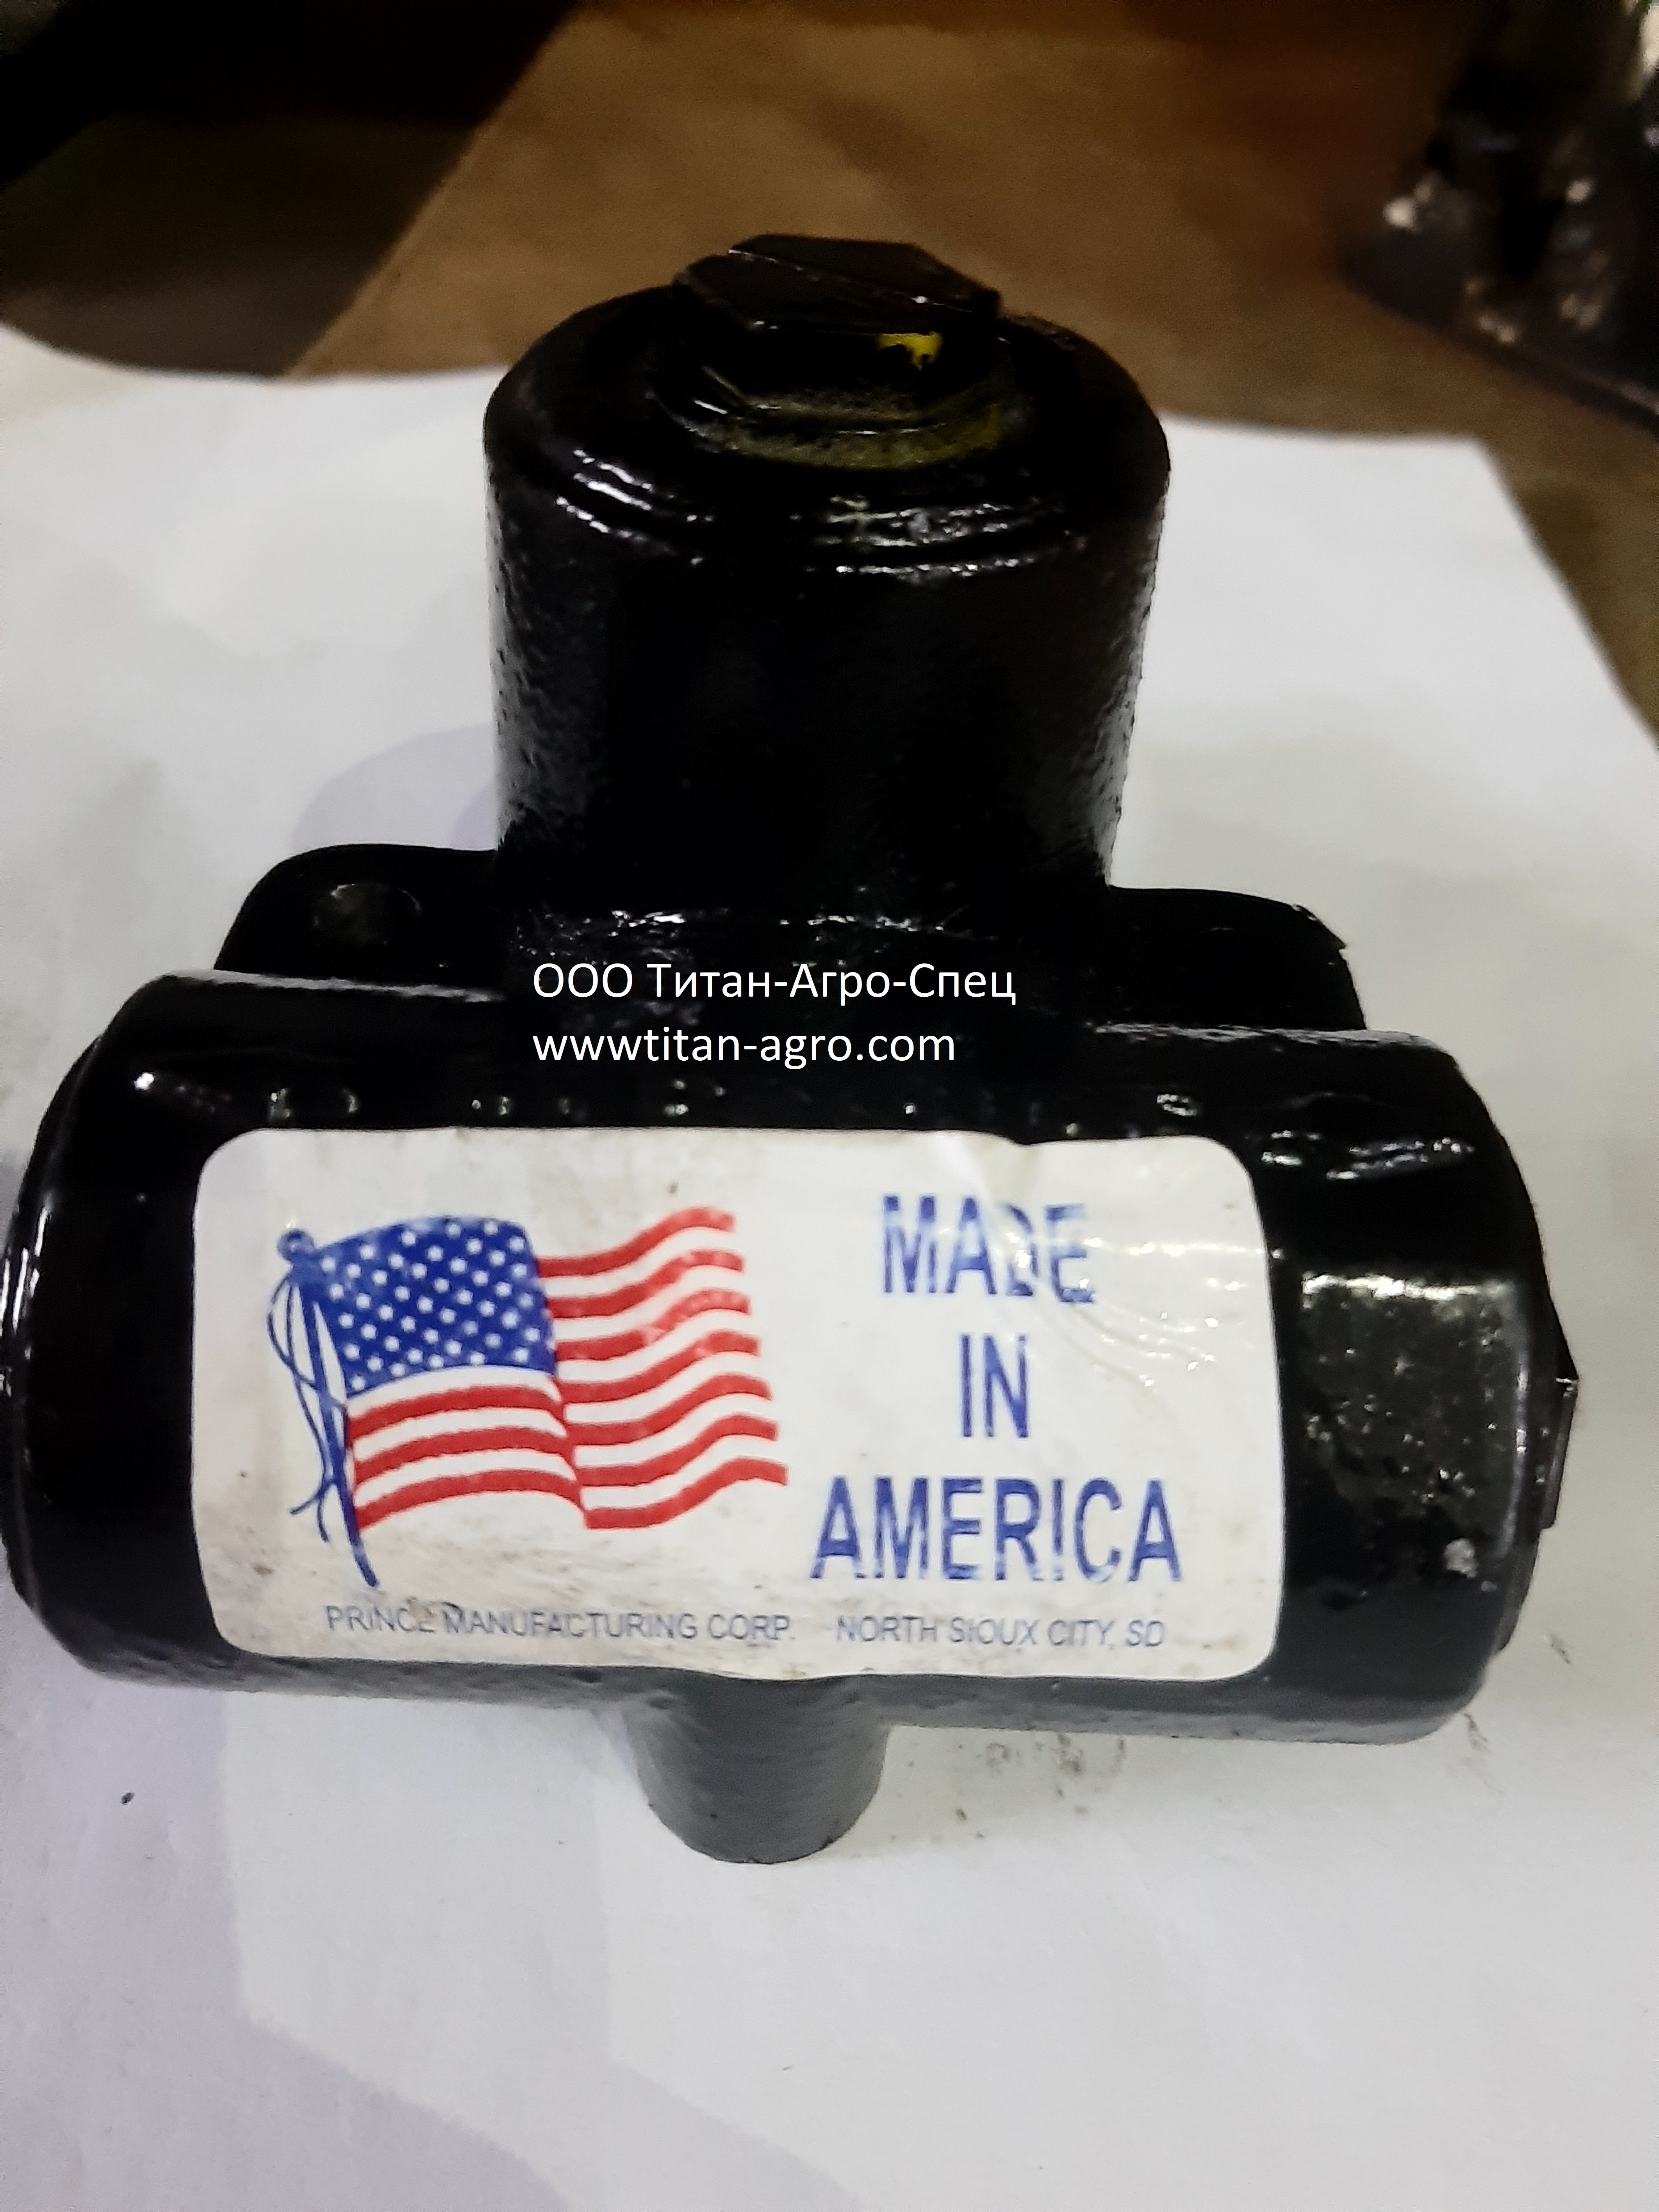 ООО Титан-Агро-Спец
wwwtitan-agro.com
MADE
IN
AMERICA
PRINCE MANUFACTURING CORP. NORTH SIOUX CITY, SD